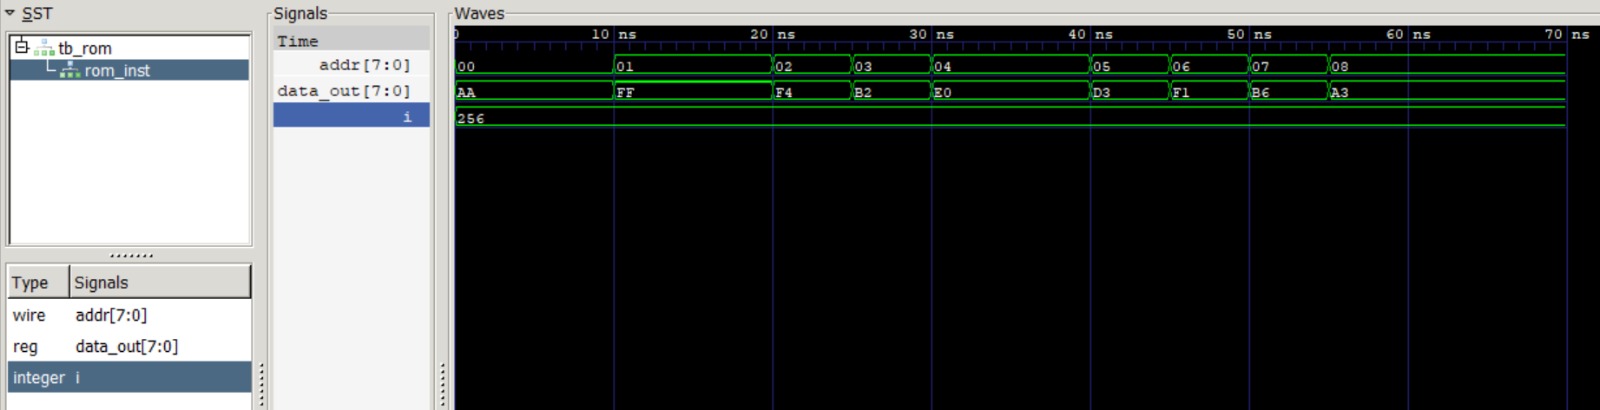 SST
tb_rom
rom_inst
Type Signals
wire addr[7:0]
reg data_out[7:0]
integer i
Signals
Time
addr[7:0]
data_out[7:0]
i
Waves
0 10 ns 20 ns 30 ns 40 ns 50 ns 60 ns 70 ns
00 01 02 03 04 05 06 07 08
AA FF F4 B2 E0 D3 F1 B6 A3
256